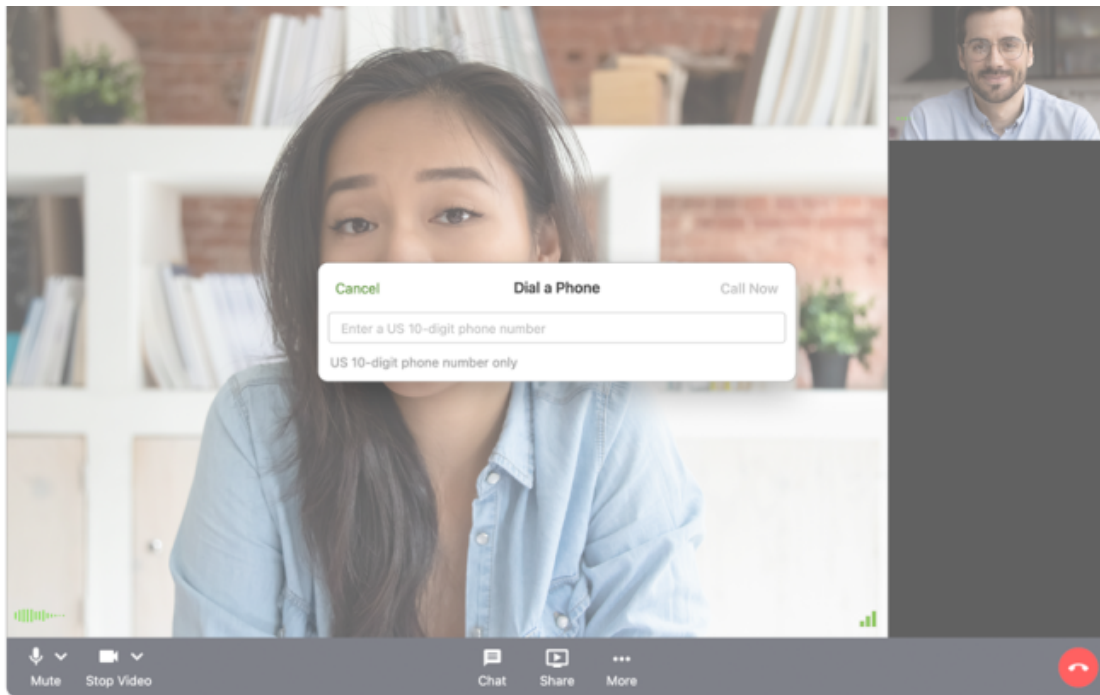 Cancel Dial a Phone Call Now
Enter a US 10-digit phone number
US 10-digit phone number only
Mute Stop Video Chat Share More